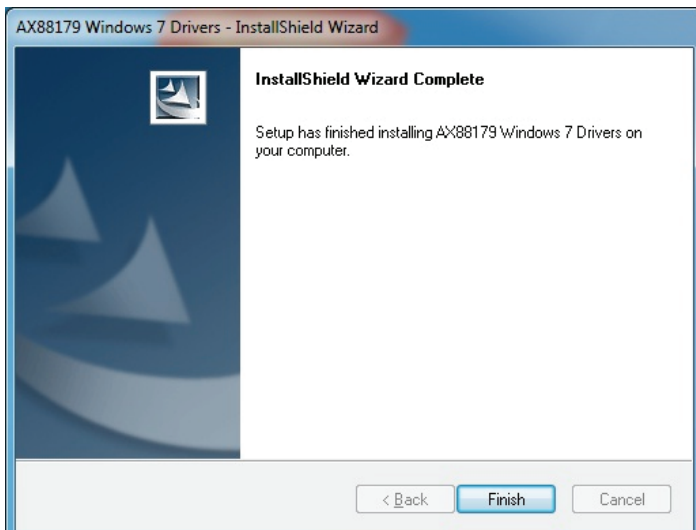 AX88179 Windows 7 Drivers - InstallShield Wizard
InstallShield Wizard Complete
Setup has finished installing AX88179 Windows 7 Drivers on
your computer.
< Back
Finish
Cancel